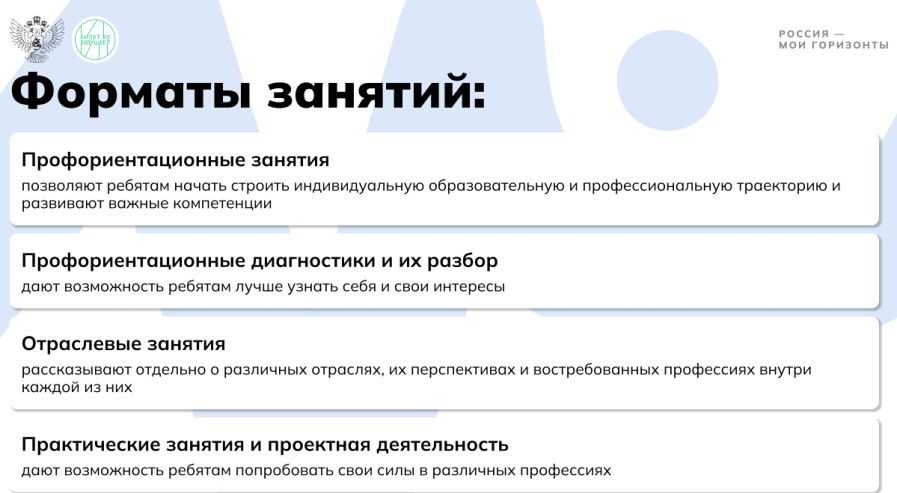 БИЛЕТ В
БУДУЩЕЕ
РОССИЯ —
МОИ ГОРИЗОНТЫ
Форматы занятий:
Профориентационные занятия
позволяют ребятам начать строить индивидуальную образовательную и профессиональную траекторию и
развивают важные компетенции
Профориентационные диагностики и их разбор
дают возможность ребятам лучше узнать себя и свои интересы
Отраслевые занятия
рассказывают отдельно о различных отраслях, их перспективах и востребованных профессиях внутри
каждой из них
Практические занятия и проектная деятельность
дают возможность ребятам попробовать свои силы в различных профессиях